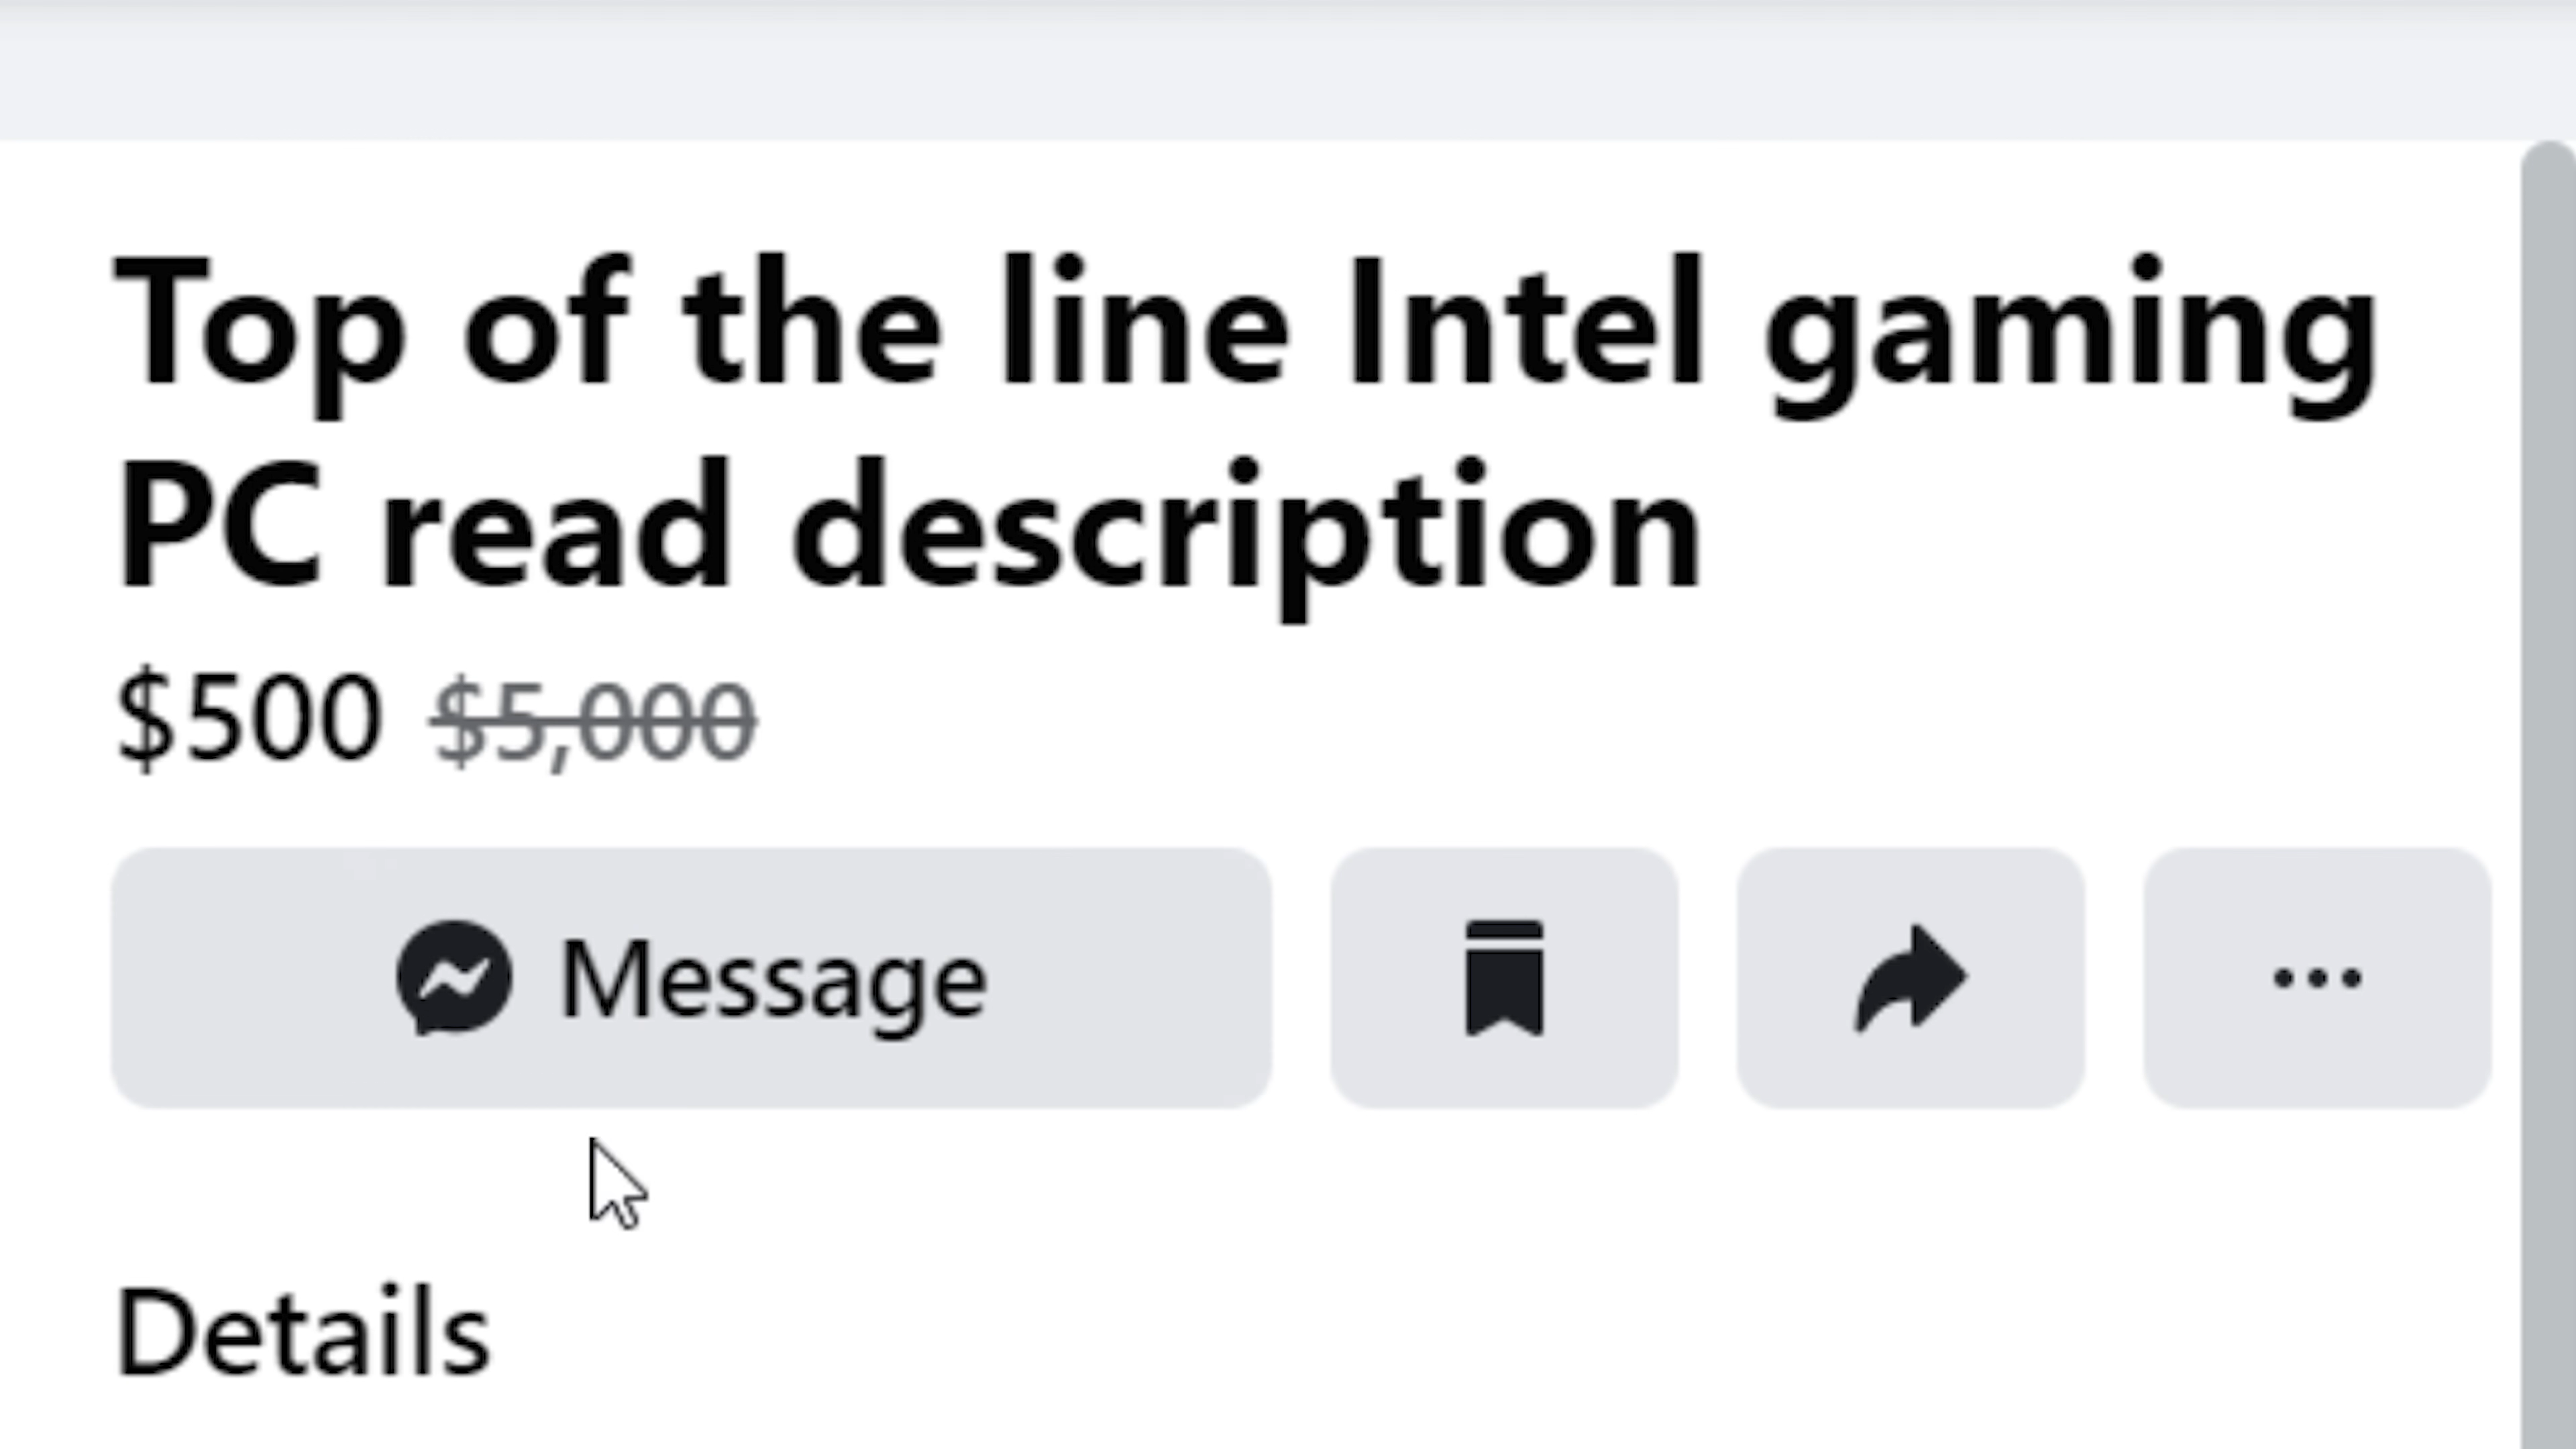 Top of the line Intel gaming
PC read description
$500 $5,000
Message
Details